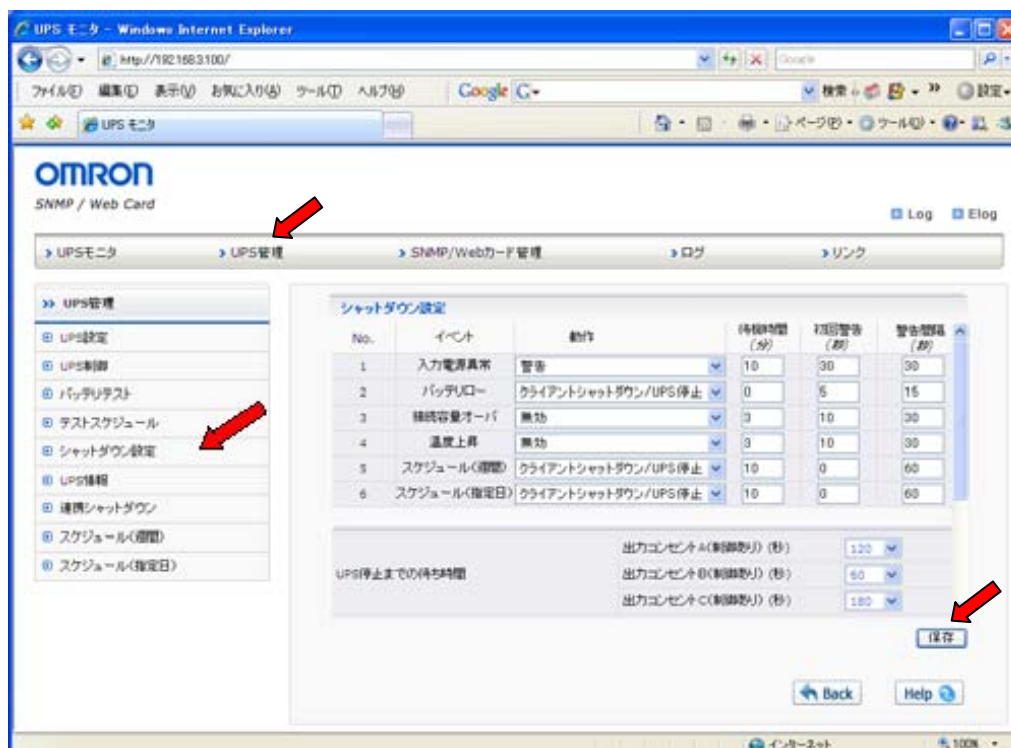 UPS モニタ - Windows Internet Explorer
http://192.168.3.100/
Google
ファイル(F) 編集(E) 表示(V) お気に入り(A) ツール(T) ヘルプ(H) Google G 検索 設定
UPS モニタ ページ(P) ツール(O)
OMRON
SNMP / Web Card
Log Elog
UPSモニタ UPS管理 SNMP/Webカード管理 ログ リンク
UPS管理
UPS設定
UPS制御
バッテリテスト
テストスケジュール
シャットダウン設定
UPS情報
連携シャットダウン
スケジュール(週間)
スケジュール(指定日)
シャットダウン設定
No. イベント 動作 待機時間(分) 初回警告(秒) 警告間隔(秒)
1 入力電源異常 警告 10 30 30
2 バッテリロー クライアントシャットダウン/UPS停止 0 5 15
3 接続容量オーバ 無効 3 10 30
4 温度上昇 無効 3 10 30
5 スケジュール(週間) クライアントシャットダウン/UPS停止 10 0 60
6 スケジュール(指定日) クライアントシャットダウン/UPS停止 10 0 60
UPS停止までの待ち時間
出力コンセントA(制御有り) (秒) 120
出力コンセントB(制御有り) (秒) 60
出力コンセントC(制御有り) (秒) 180
保存
Back Help
インターネット 100%